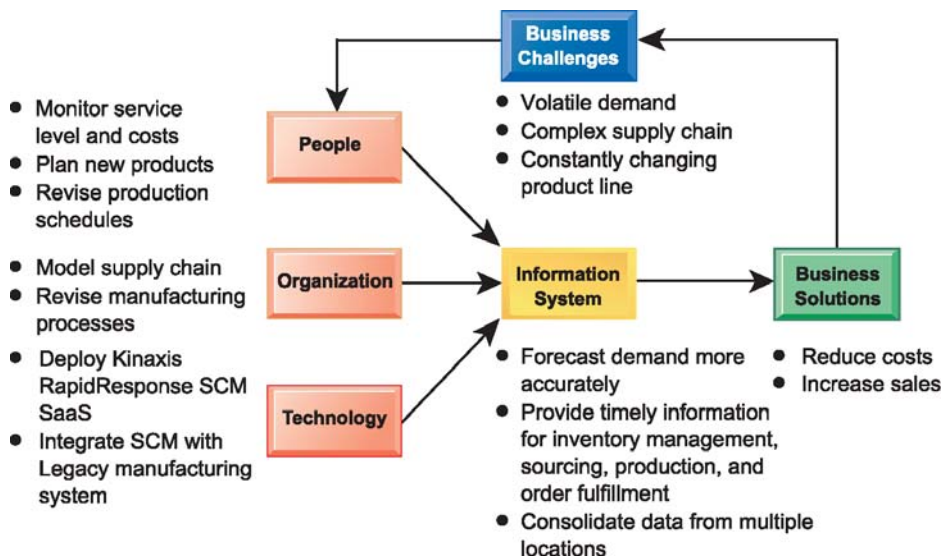 Business
Challenges
Volatile demand
Complex supply chain
Constantly changing
product line
Monitor service
level and costs
Plan new products
Revise production
schedules
People
Model supply chain
Revise manufacturing
processes
Organization
Information
System
Business
Solutions
Deploy Kinaxis
RapidResponse SCM
SaaS
Integrate SCM with
Legacy manufacturing
system
Technology
Forecast demand more
accurately
Provide timely information
for inventory management,
sourcing, production, and
order fulfillment
Consolidate data from multiple
locations
Reduce costs
Increase sales